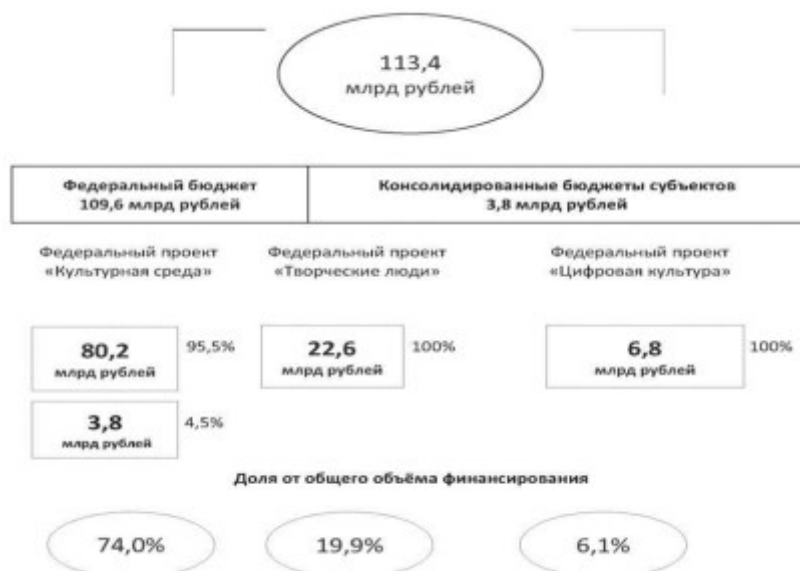 113,4
млрд рублей
Федеральный бюджет
109,6 млрд рублей
Консолидированные бюджеты субъектов
3,8 млрд рублей
Федеральный проект
«Культурная среда»
Федеральный проект
«Творческие люди»
Федеральный проект
«Цифровая культура»
80,2
млрд рублей
95,5%
22,6
млрд рублей
100%
6,8
млрд рублей
100%
3,8
млрд рублей
4,5%
Доля от общего объёма финансирования
74,0%
19,9%
6,1%